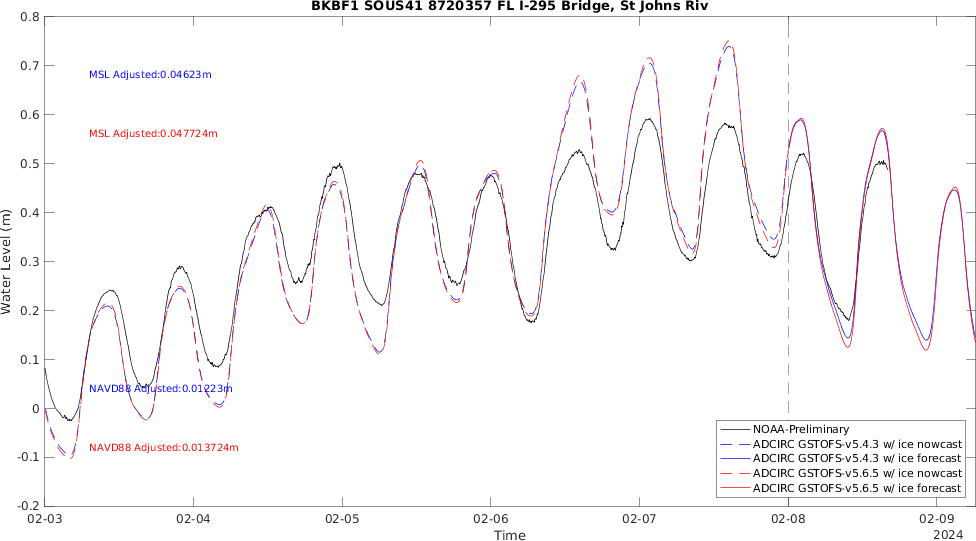 BKBF1 SOUS41 8720357 FL I-295 Bridge, St Johns Riv
0.8
0.7
0.6
0.5
0.4
0.3
0.2
0.1
0
-0.1
-0.2
Water Level (m)
MSL Adjusted:0.04623m
MSL Adjusted:0.047724m
NAVD88 Adjusted:0.01223m
NAVD88 Adjusted:0.013724m
NOAA-Preliminary
ADCIRC GSTOFS-v5.4.3 w/ ice nowcast
ADCIRC GSTOFS-v5.4.3 w/ ice forecast
ADCIRC GSTOFS-v5.6.5 w/ ice nowcast
ADCIRC GSTOFS-v5.6.5 w/ ice forecast
02-03 02-04 02-05 02-06 02-07 02-08 02-09
Time
2024